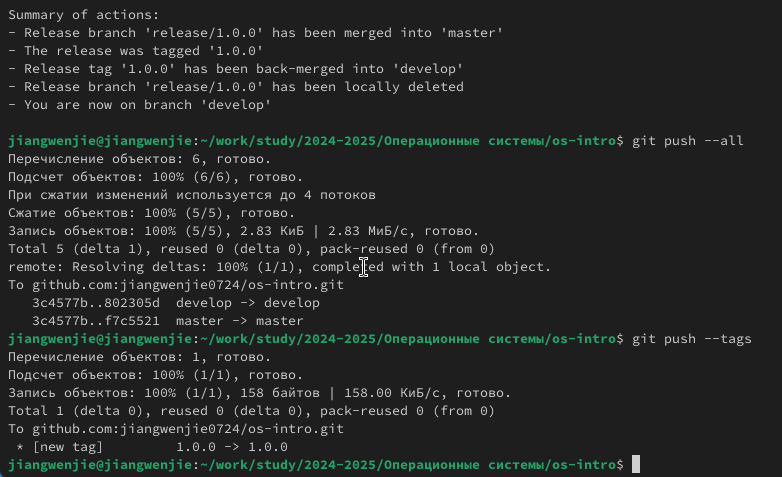 Summary of actions:
- Release branch 'release/1.0.0' has been merged into 'master'
- The release was tagged '1.0.0'
- Release tag '1.0.0' has been back-merged into 'develop'
- Release branch 'release/1.0.0' has been locally deleted
- You are now on branch 'develop'
jiangwenjie@jiangwenjie:~/work/study/2024-2025/Операционные системы/os-intro$ git push --all
Перечисление объектов: 6, готово.
Подсчет объектов: 100% (6/6), готово.
При сжатии изменений используется до 4 потоков
Сжатие объектов: 100% (5/5), готово.
Запись объектов: 100% (5/5), 2.83 КиБ | 2.83 МиБ/с, готово.
Total 5 (delta 1), reused 0 (delta 0), pack-reused 0 (from 0)
remote: Resolving deltas: 100% (1/1), completed with 1 local object.
To github.com:jiangwenjie0724/os-intro.git
   3c4577b..802305d  develop -> develop
   3c4577b..f7c5521  master -> master
jiangwenjie@jiangwenjie:~/work/study/2024-2025/Операционные системы/os-intro$ git push --tags
Перечисление объектов: 1, готово.
Подсчет объектов: 100% (1/1), готово.
Запись объектов: 100% (1/1), 158 байтов | 158.00 КиБ/с, готово.
Total 1 (delta 0), reused 0 (delta 0), pack-reused 0 (from 0)
To github.com:jiangwenjie0724/os-intro.git
 * [new tag]         1.0.0 -> 1.0.0
jiangwenjie@jiangwenjie:~/work/study/2024-2025/Операционные системы/os-intro$